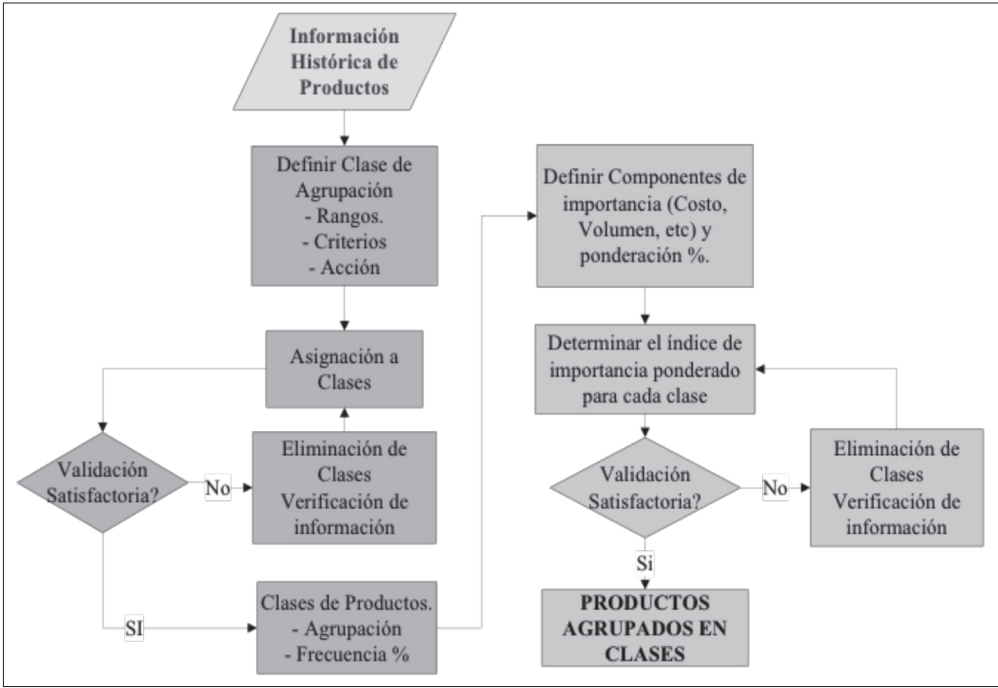 Información
Histórica de
Productos
Definir Clase de
Agrupación
- Rangos.
- Criterios
- Acción
Asignación a
Clases
Validación
Satisfactoria?
No
Eliminación de
Clases
Verificación de
información
SI
Clases de Productos.
- Agrupación
- Frecuencia %
Definir Componentes de
importancia (Costo,
Volumen, etc) y
ponderación %.
Determinar el índice de
importancia ponderado
para cada clase
Validación
Satisfactoria?
No
Eliminación de
Clases
Verificación de
información
Si
PRODUCTOS
AGRUPADOS EN
CLASES